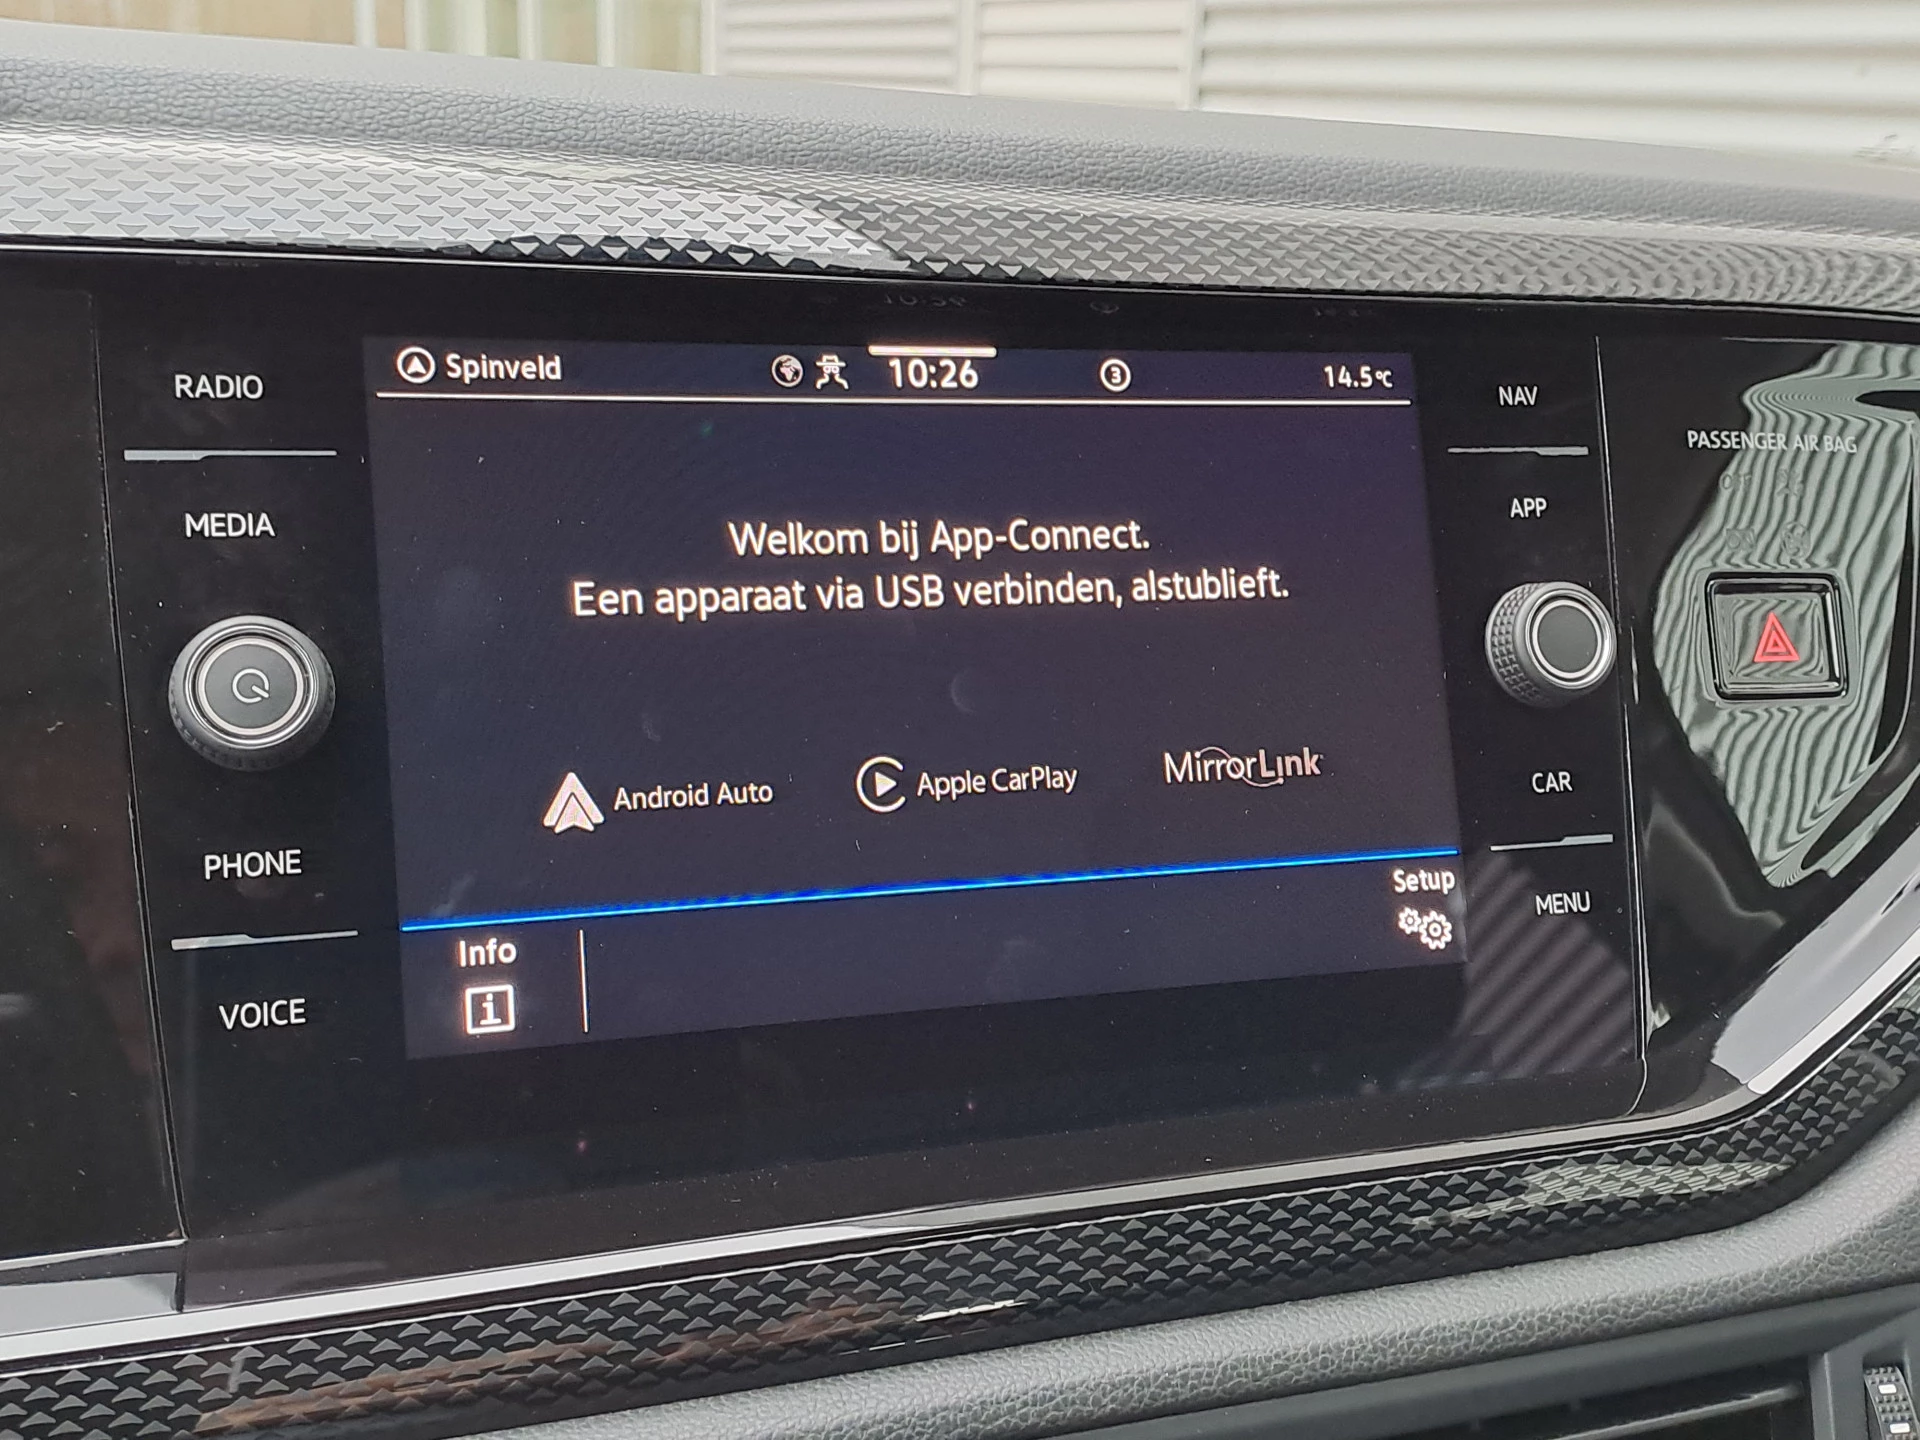 RADIO
MEDIA
PHONE
VOICE
Spinveld
10:26
3
14.5°C
Welkom bij App-Connect.
Een apparaat via USB verbinden, alstublieft.
Android Auto
Apple CarPlay
MirrorLink
Info
i
Setup
NAV
APP
CAR
MENU
PASSENGER AIR BAG